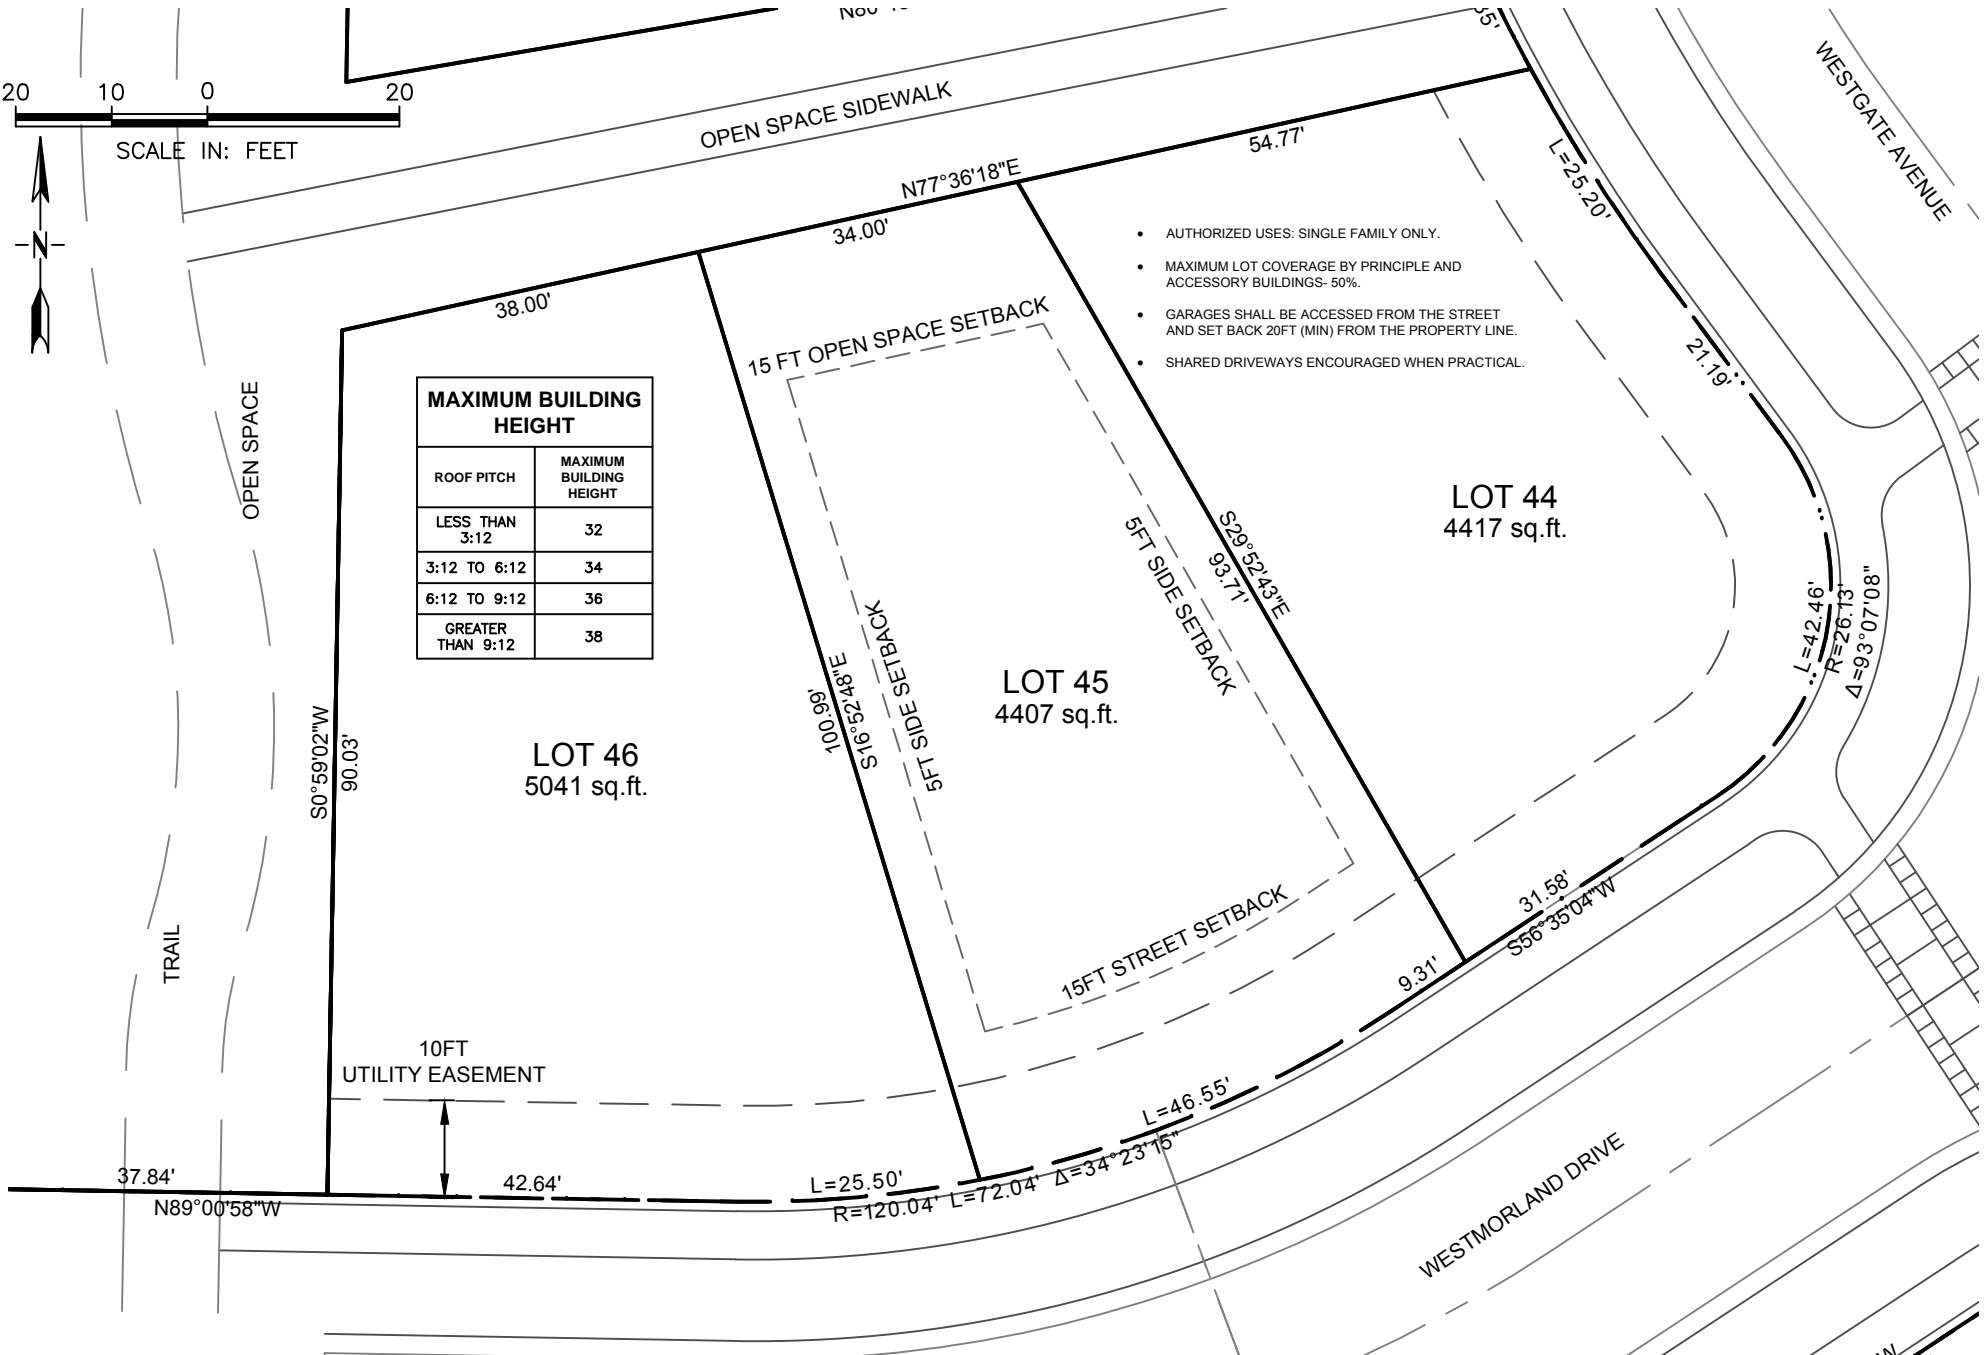 20 10 0 20
SCALE IN: FEET
N
OPEN SPACE SIDEWALK
WESTGATE AVENUE
N77°36'18"E
54.77'
34.00'
38.00'
L=25.20'
21.19'
• AUTHORIZED USES: SINGLE FAMILY ONLY.
• MAXIMUM LOT COVERAGE BY PRINCIPLE AND
ACCESSORY BUILDINGS- 50%.
• GARAGES SHALL BE ACCESSED FROM THE STREET
AND SET BACK 20FT (MIN) FROM THE PROPERTY LINE.
• SHARED DRIVEWAYS ENCOURAGED WHEN PRACTICAL.
15 FT OPEN SPACE SETBACK
OPEN SPACE
MAXIMUM BUILDING
HEIGHT
ROOF PITCH
MAXIMUM
BUILDING
HEIGHT
LESS THAN
3:12
32
3:12 TO 6:12 34
6:12 TO 9:12 36
GREATER
THAN 9:12
38
LOT 44
4417 sq.ft.
S29°52'43"E
93.71'
5FT SIDE SETBACK
5FT SIDE SETBACK
L=42.46'
R=26.13'
Δ=93°07'08"
LOT 45
4407 sq.ft.
100.99'
S16°52'48"E
S0°59'02"W
90.03'
LOT 46
5041 sq.ft.
TRAIL
31.58'
S56°35'04"W
15FT STREET SETBACK
9.31'
10FT
UTILITY EASEMENT
L=46.55'
37.84'
N89°00'58"W
42.64'
L=25.50'
R=120.04' L=72.04' Δ=34°23'15"
WESTMORLAND DRIVE